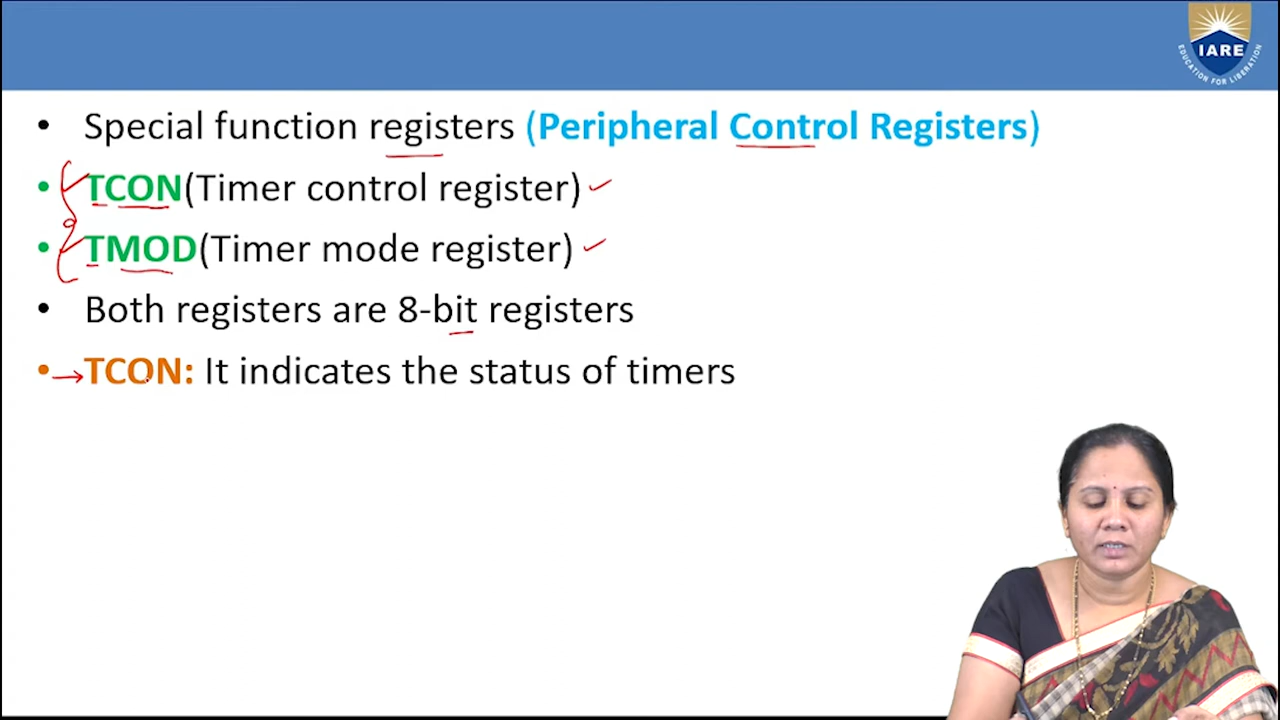 IARE
EDUCATION FOR LIBERATION
• Special function registers (Peripheral Control Registers)
• TCON(Timer control register)
• TMOD(Timer mode register)
• Both registers are 8-bit registers
• TCON: It indicates the status of timers